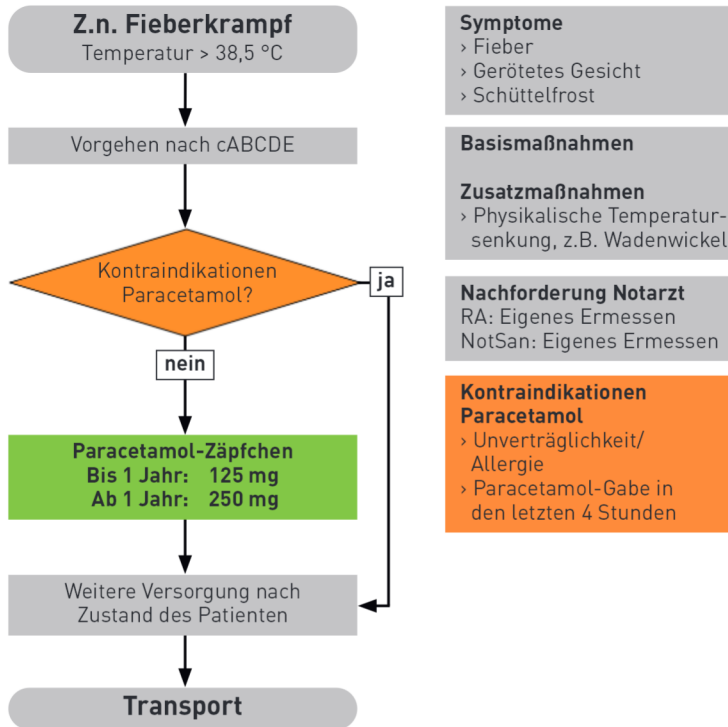 Z.n. Fieberkrampf
Temperatur > 38,5 °C
Vorgehen nach cABCDE
Kontraindikationen
Paracetamol?
ja
nein
Paracetamol-Zäpfchen
Bis 1 Jahr: 125 mg
Ab 1 Jahr: 250 mg
Weitere Versorgung nach
Zustand des Patienten
Transport
Symptome
› Fieber
› Gerötetes Gesicht
› Schüttelfrost
Basismaßnahmen
Zusatzmaßnahmen
› Physikalische Temperatur-
senkung, z.B. Wadenwickel
Nachforderung Notarzt
RA: Eigenes Ermessen
NotSan: Eigenes Ermessen
Kontraindikationen
Paracetamol
› Unverträglichkeit/
Allergie
› Paracetamol-Gabe in
den letzten 4 Stunden